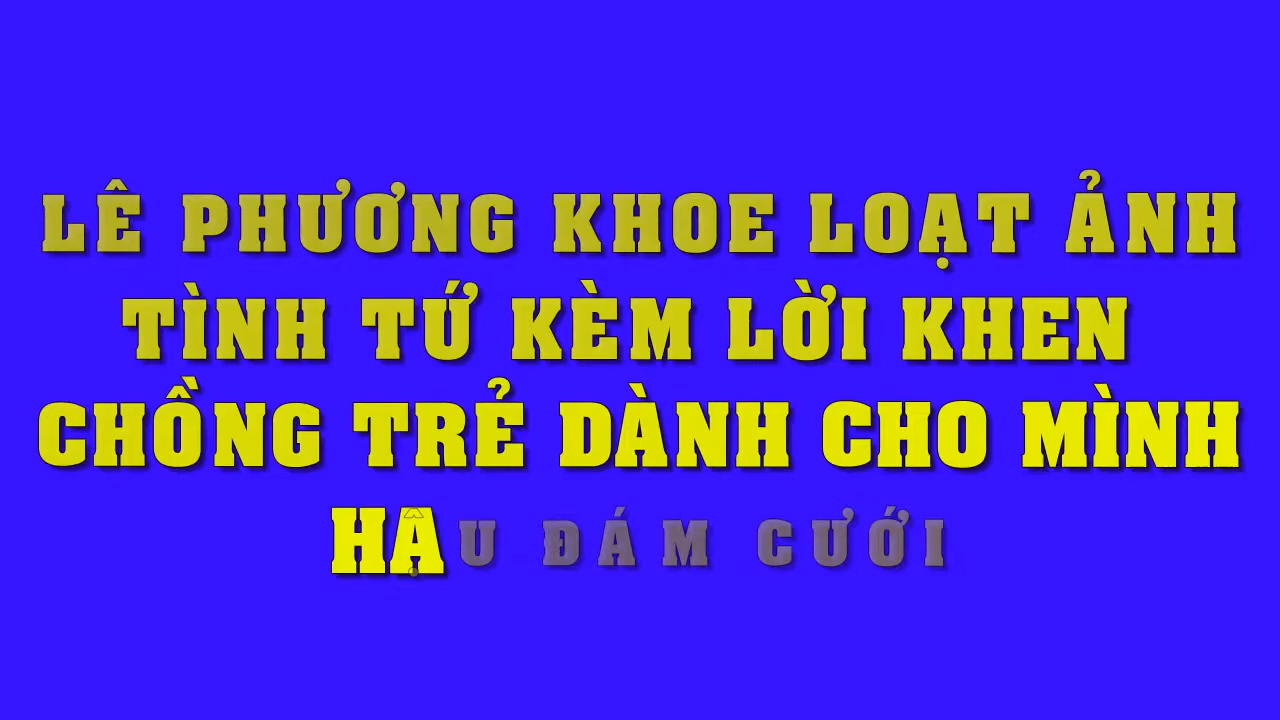 LÊ PHƯƠNG KHOE LOẠT ẢNH
TÌNH TỨ KÈM LỜI KHEN
CHỒNG TRẺ DÀNH CHO MÌNH
HẬU ĐÁM CƯỚI